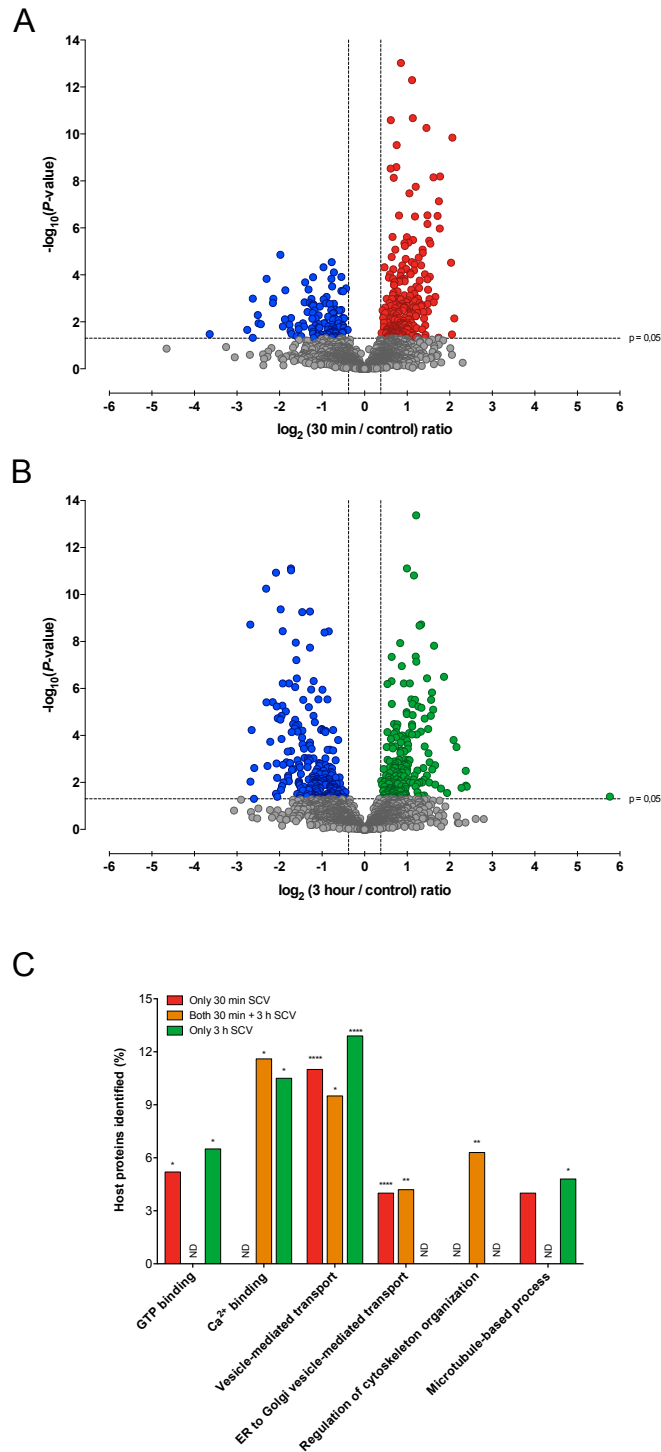 A
14
12
10
8
6
4
2
0
-log10(P-value)
p = 0,05
-6 -5 -4 -3 -2 -1 0 1 2 3 4 5 6
log2 (30 min / control) ratio
B
14
12
10
8
6
4
2
0
-log10(P-value)
p = 0,05
-6 -5 -4 -3 -2 -1 0 1 2 3 4 5 6
log2 (3 hour / control) ratio
C
Only 30 min SCV
Both 30 min + 3 h SCV
Only 3 h SCV
15
12
9
6
3
0
Host proteins identified (%)
* ND *
ND * *
**** * ****
**** ** ND
ND ** ND
ND *
GTP binding
Ca2+ binding
Vesicle-mediated transport
ER to Golgi vesicle-mediated transport
Regulation of cytoskeleton organization
Microtubule-based process